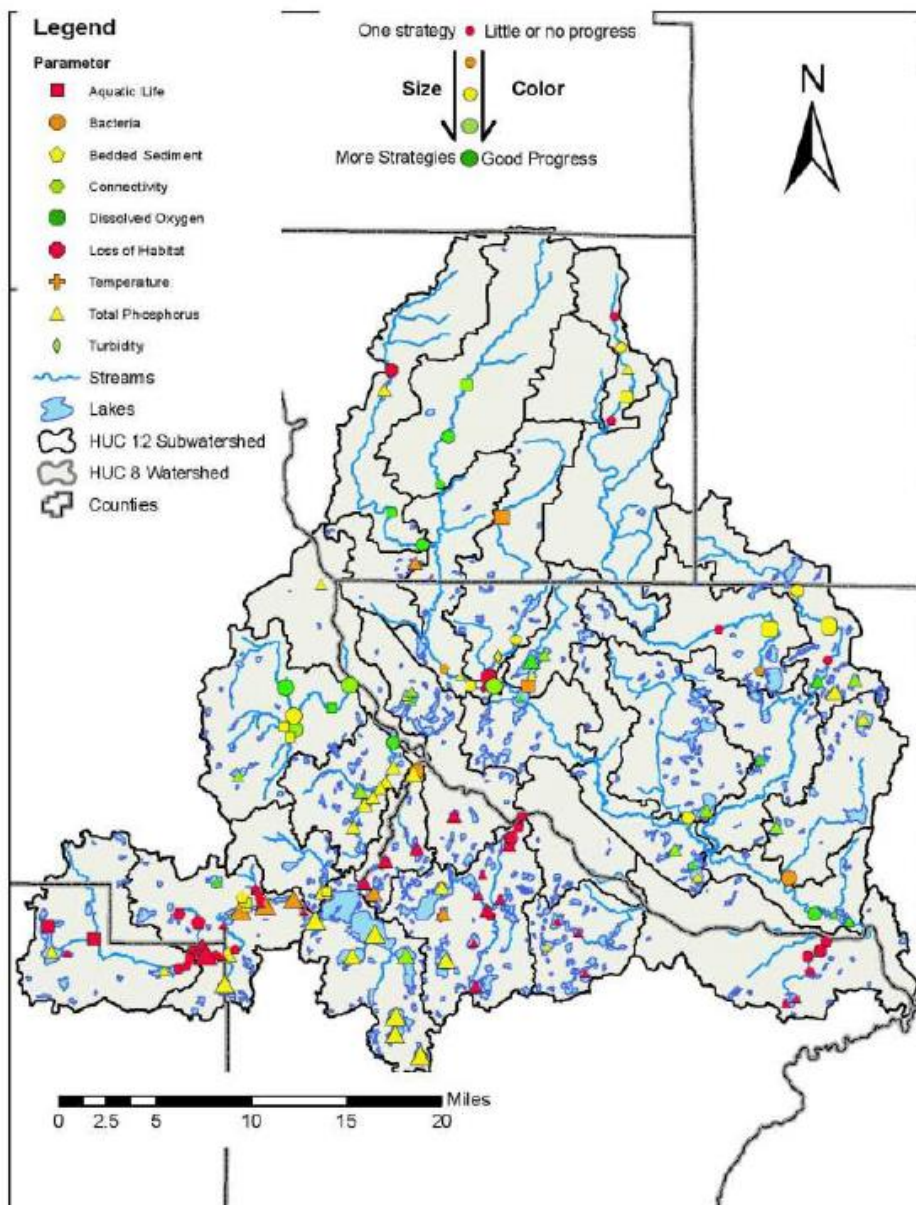 Legend
Parameter
Aquatic Life
Bacteria
Bedded Sediment
Connectivity
Dissolved Oxygen
Loss of Habitat
Temperature
Total Phosphorus
Turbidity
Streams
Lakes
HUC 12 Subwatershed
HUC 8 Watershed
Counties
One strategy Little or no progress
Size Color
More Strategies Good Progress
N
0 2.5 5 10 15 20 Miles